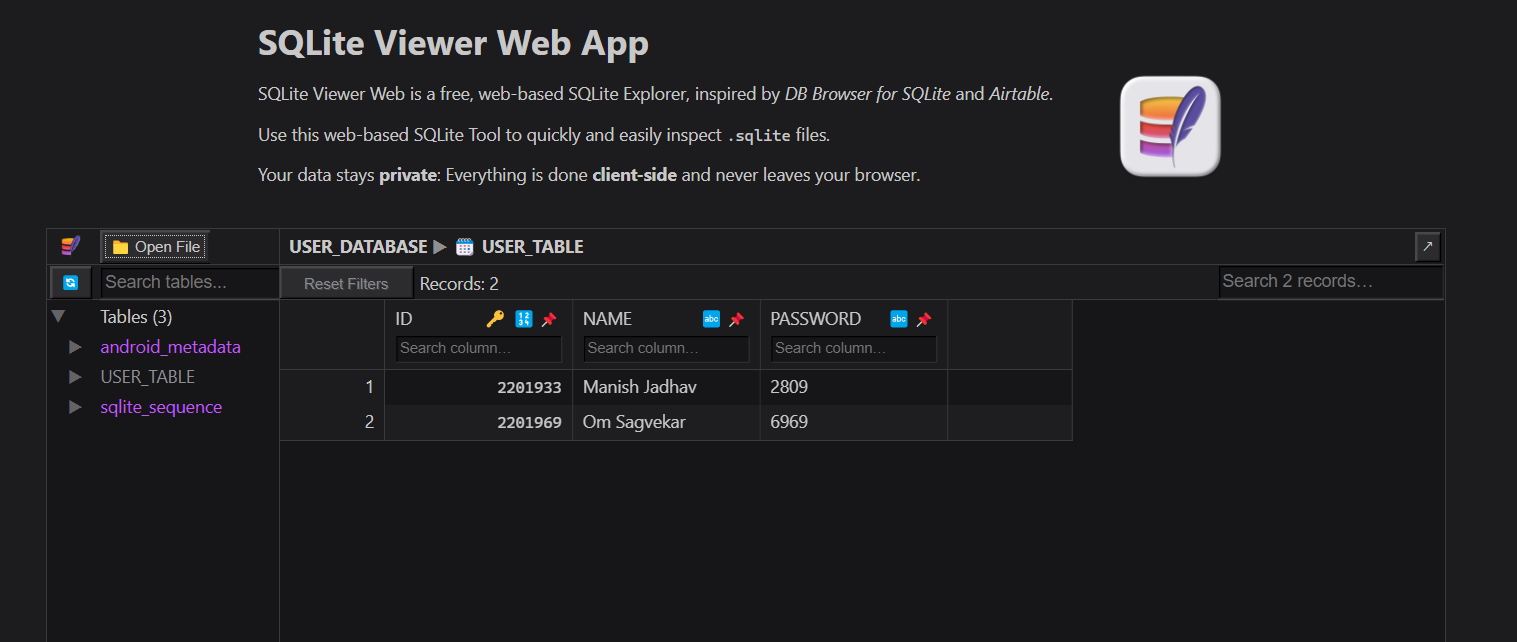 SQLite Viewer Web App
SQLite Viewer Web is a free, web-based SQLite Explorer, inspired by DB Browser for SQLite and Airtable.
Use this web-based SQLite Tool to quickly and easily inspect .sqlite files.
Your data stays private: Everything is done client-side and never leaves your browser.
Open File USER_DATABASE ▶ USER_TABLE
Search tables... Reset Filters Records: 2 Search 2 records…
Tables (3) ID NAME abc PASSWORD abc
Search column… Search column… Search column…
android_metadata
USER_TABLE 1 2201933 Manish Jadhav 2809
sqlite_sequence 2 2201969 Om Sagvekar 6969